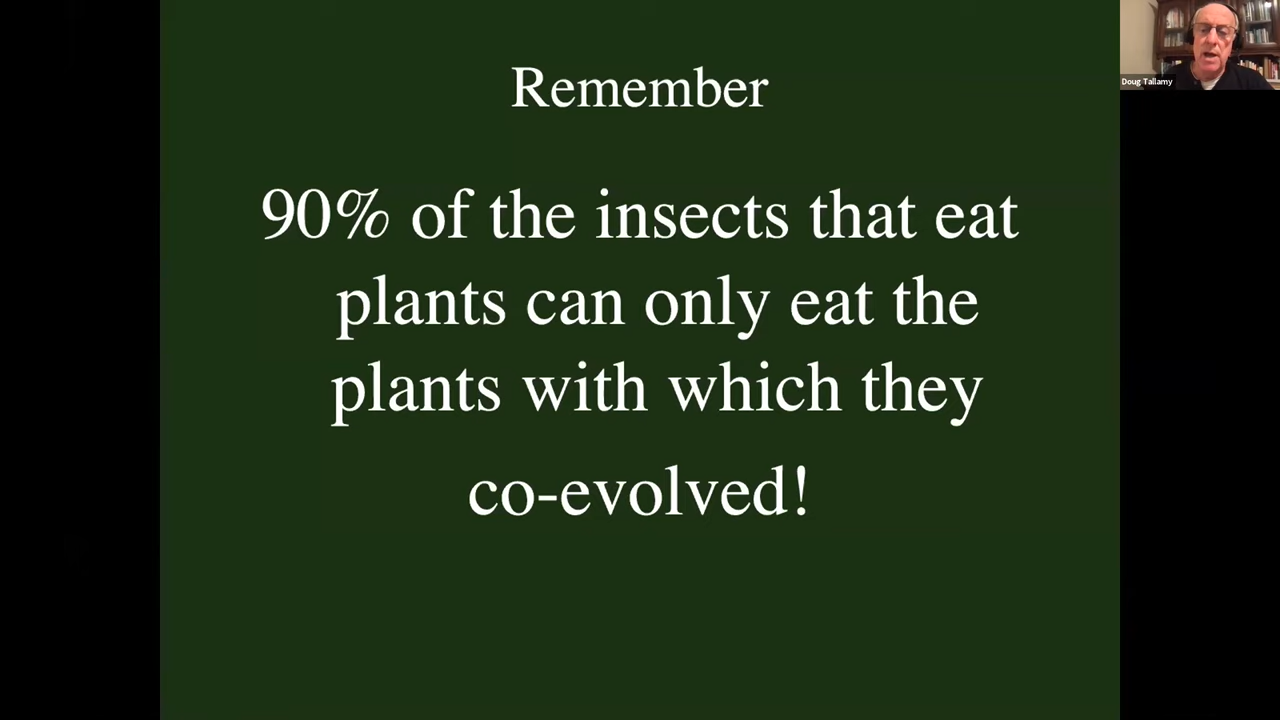 Remember
90% of the insects that eat
plants can only eat the
plants with which they
co-evolved!
Doug Tallamy